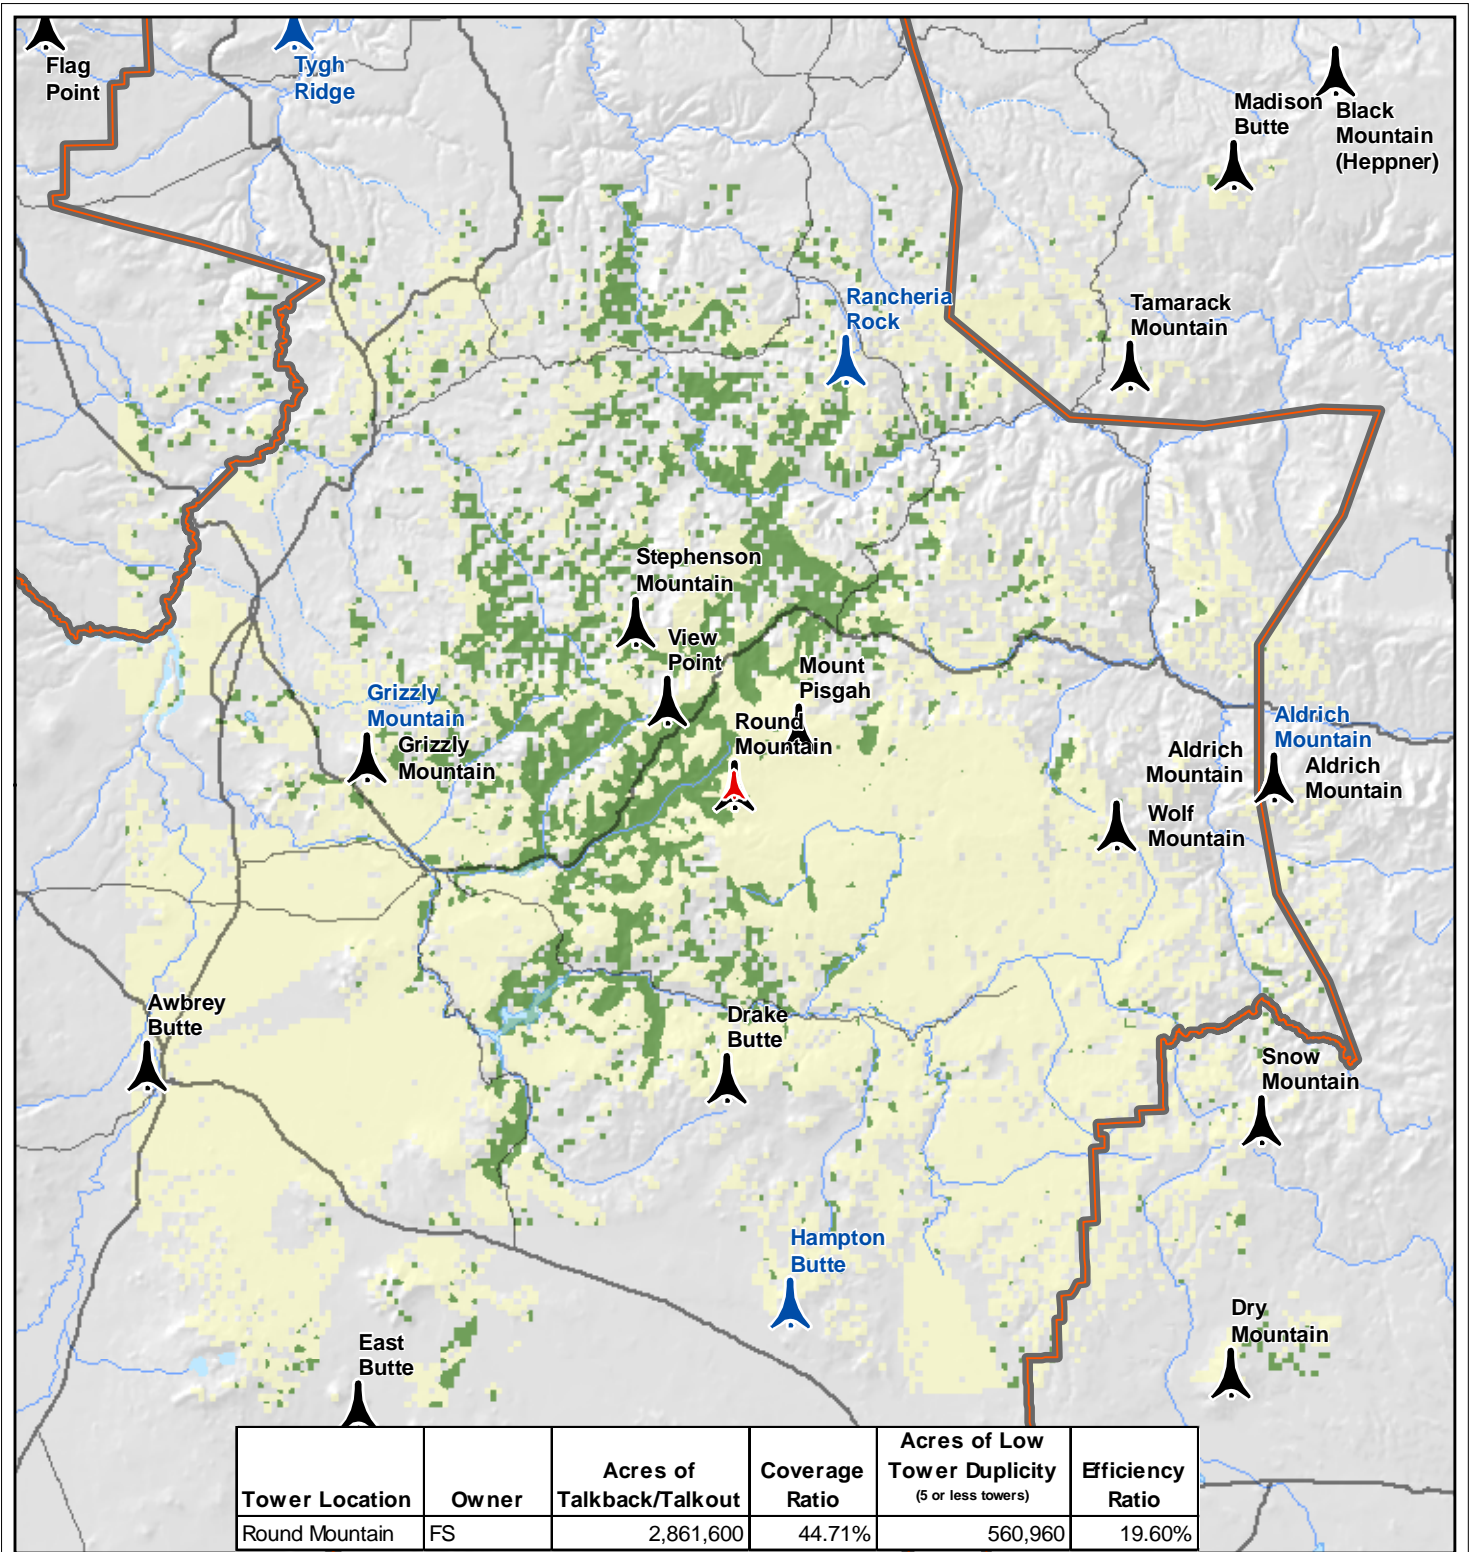 Flag
Point
Tygh
Ridge
Madison
Butte
Black
Mountain
(Heppner)
Rancheria
Rock
Tamarack
Mountain
Stephenson
Mountain
View
Point
Mount
Pisgah
Grizzly
Mountain
Grizzly
Mountain
Round
Mountain
Aldrich
Mountain
Aldrich
Mountain
Aldrich
Mountain
Wolf
Mountain
Awbrey
Butte
Drake
Butte
Snow
Mountain
Hampton
Butte
Dry
Mountain
East
Butte
Tower Location Owner Acres of Talkback/Talkout Coverage Ratio Acres of Low Tower Duplicity (5 or less towers) Efficiency Ratio
Round Mountain FS 2,861,600 44.71% 560,960 19.60%